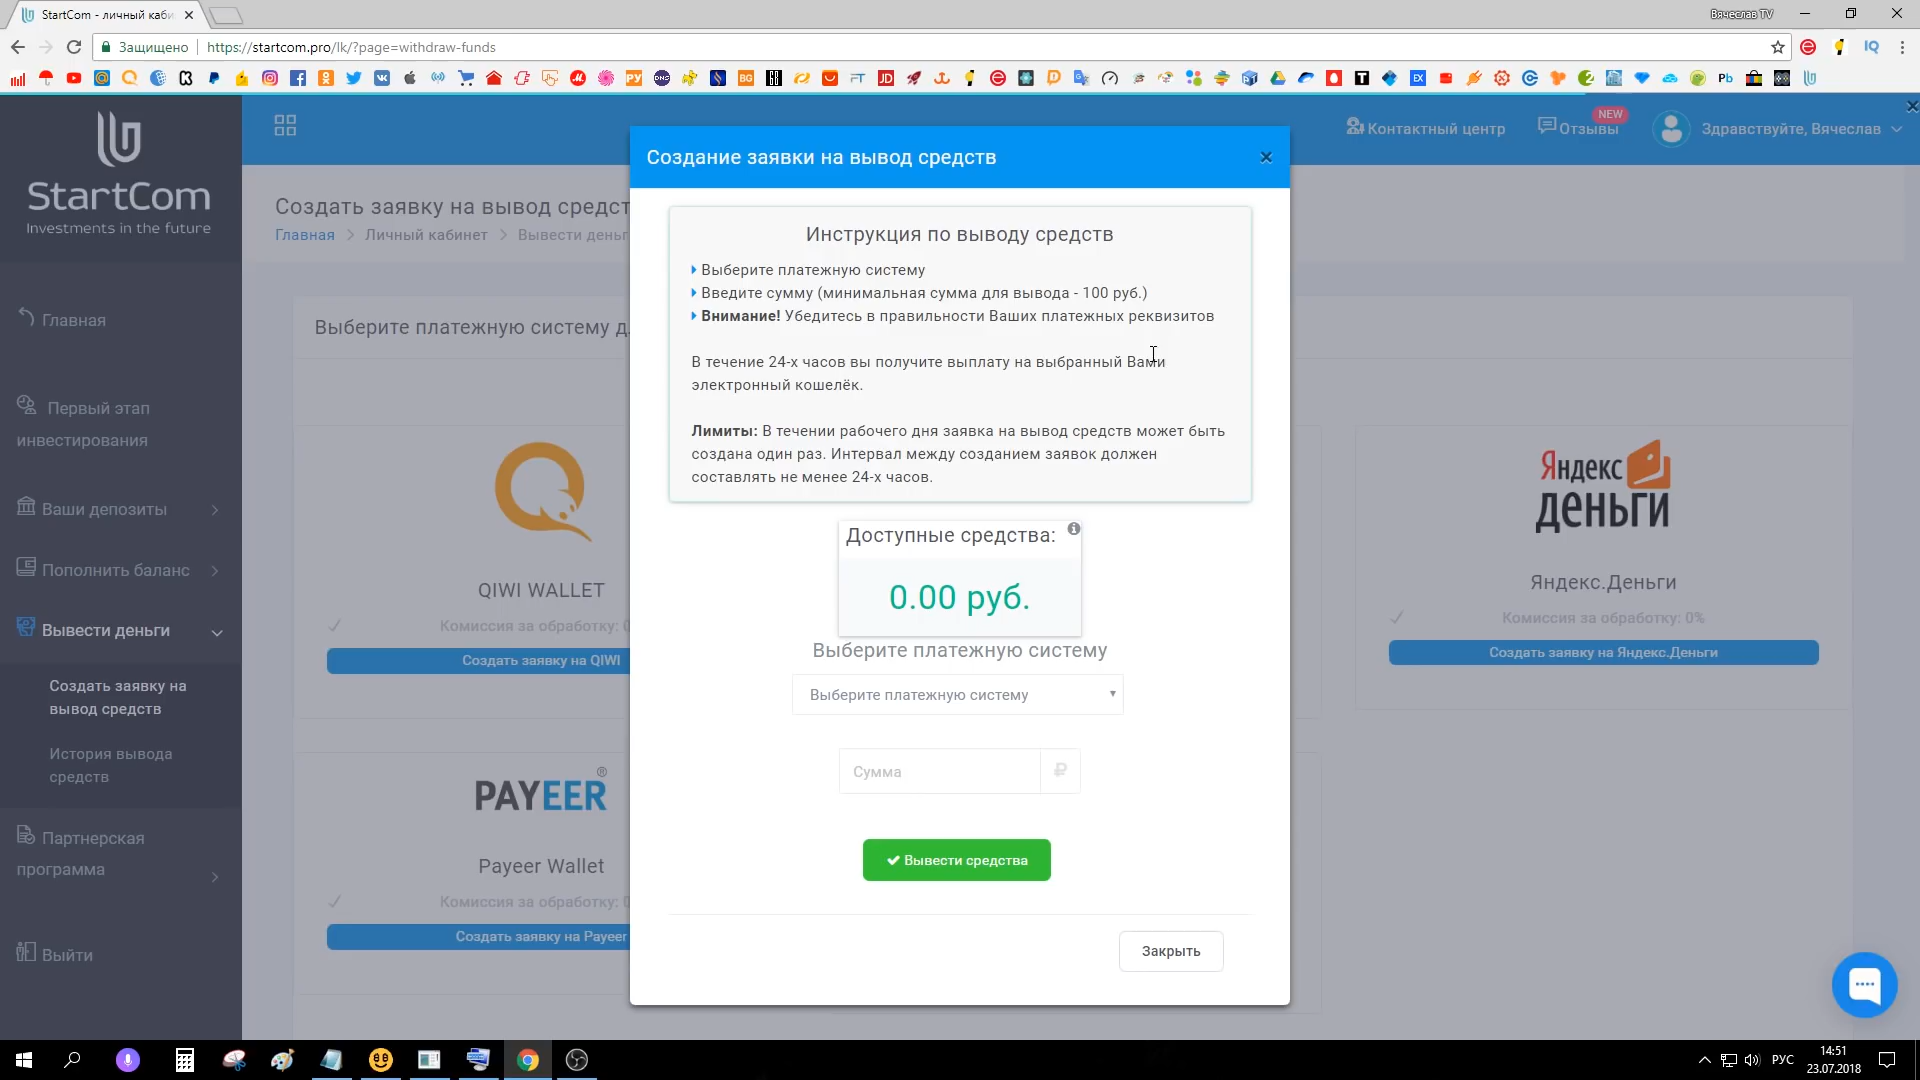 StartCom - личный каби
Вячеслав TV
Защищено
https://startcom.pro/lk/?page=withdraw-funds
StartCom
Investments in the future
Контактный центр
Отзывы
NEW
Здравствуйте, Вячеслав
Создать заявку на вывод средст
Главная > Личный кабинет > Вывести деньг
Главная
Первый этап
инвестирования
Ваши депозиты
Пополнить баланс
Вывести деньги
Создать заявку на
вывод средств
История вывода
средств
Партнерская
программа
Выйти
Выберите платежную систему д
QIWI WALLET
Комиссия за обработку: 0
Создать заявку на QIWI
PAYEER®
Payeer Wallet
Комиссия за обработку: 0
Создать заявку на Payeer
Создание заявки на вывод средств
Инструкция по выводу средств
Выберите платежную систему
Введите сумму (минимальная сумма для вывода - 100 руб.)
Внимание! Убедитесь в правильности Ваших платежных реквизитов
В течение 24-х часов вы получите выплату на выбранный Вами
электронный кошелёк.
Лимиты: В течении рабочего дня заявка на вывод средств может быть
создана один раз. Интервал между созданием заявок должен
составлять не менее 24-х часов.
Доступные средства:
0.00 руб.
Выберите платежную систему
Выберите платежную систему
Сумма
₽
Вывести средства
Закрыть
Яндекс
деньги
Яндекс.Деньги
Комиссия за обработку: 0%
Создать заявку на Яндекс.Деньги
РУС
14:51
23.07.2018